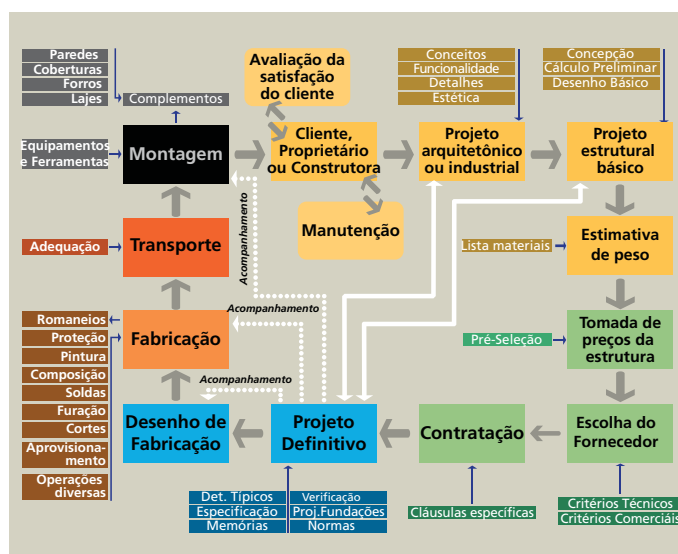 Paredes
Coberturas
Forros
Lajes
Complementos
Avaliação da
satisfação
do cliente
Conceitos
Funcionalidade
Detalhes
Estética
Concepção
Cálculo Preliminar
Desenho Básico
Equipamentos
e Ferramentas
Montagem
Cliente,
Proprietário
ou Construtora
Projeto
arquitetônico
ou industrial
Projeto
estrutural
básico
Manutenção
Acompanhamento
Adequação
Transporte
Lista materiais
Estimativa
de peso
Romaneios
Proteção
Pintura
Composição
Soldas
Furação
Cortes
Aprovisiona-
mento
Operações
diversas
Fabricação
Acompanhamento
Pré-Seleção
Tomada de
preços da
estrutura
Acompanhamento
Desenho de
Fabricação
Projeto
Definitivo
Contratação
Escolha do
Fornecedor
Det. Típicos
Especificação
Memórias
Verificação
Proj.Fundações
Normas
Cláusulas específicas
Critérios Técnicos
Critérios Comerciáis